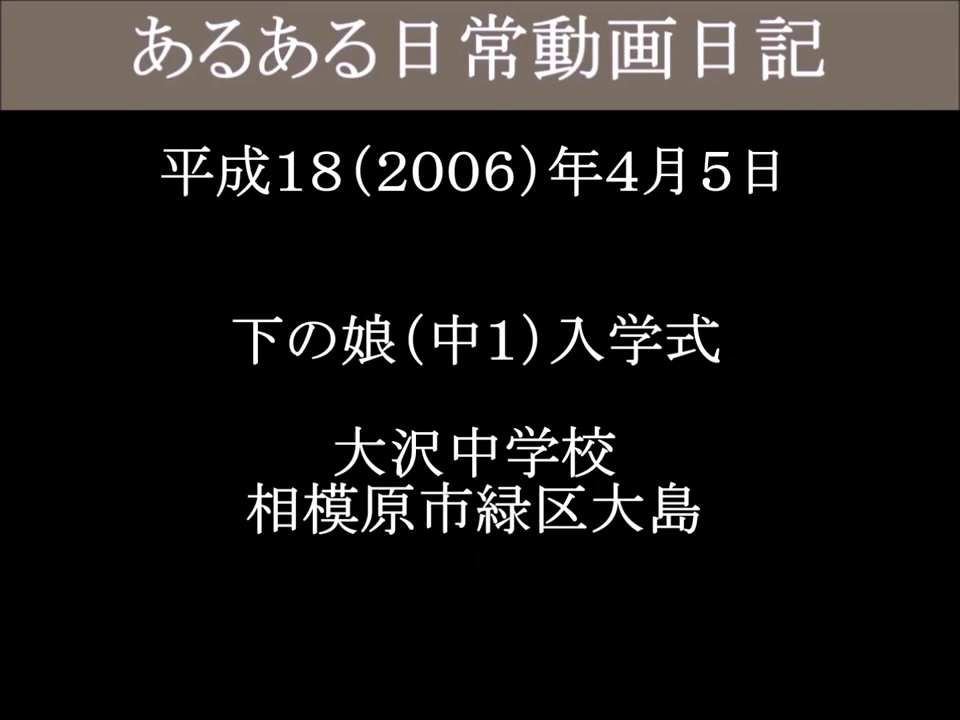 あるある日常動画日記
平成１８（２００６）年４月５日
下の娘（中１）入学式
大沢中学校
相模原市緑区大島